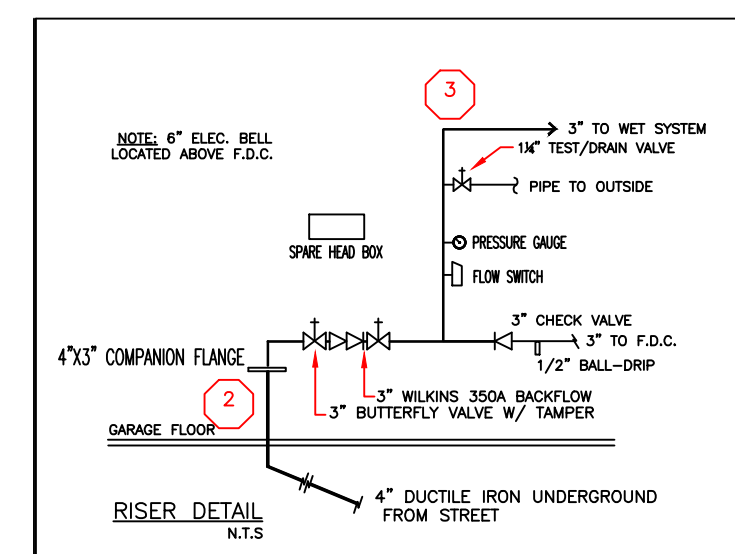 3
NOTE: 6" ELEC. BELL
LOCATED ABOVE F.D.C.
3" TO WET SYSTEM
1¼" TEST/DRAIN VALVE
PIPE TO OUTSIDE
SPARE HEAD BOX
PRESSURE GAUGE
FLOW SWITCH
3" CHECK VALVE
3" TO F.D.C.
1/2" BALL-DRIP
4"X3" COMPANION FLANGE
2
3" WILKINS 350A BACKFLOW
3" BUTTERFLY VALVE W/ TAMPER
GARAGE FLOOR
4" DUCTILE IRON UNDERGROUND
FROM STREET
RISER DETAIL
N.T.S